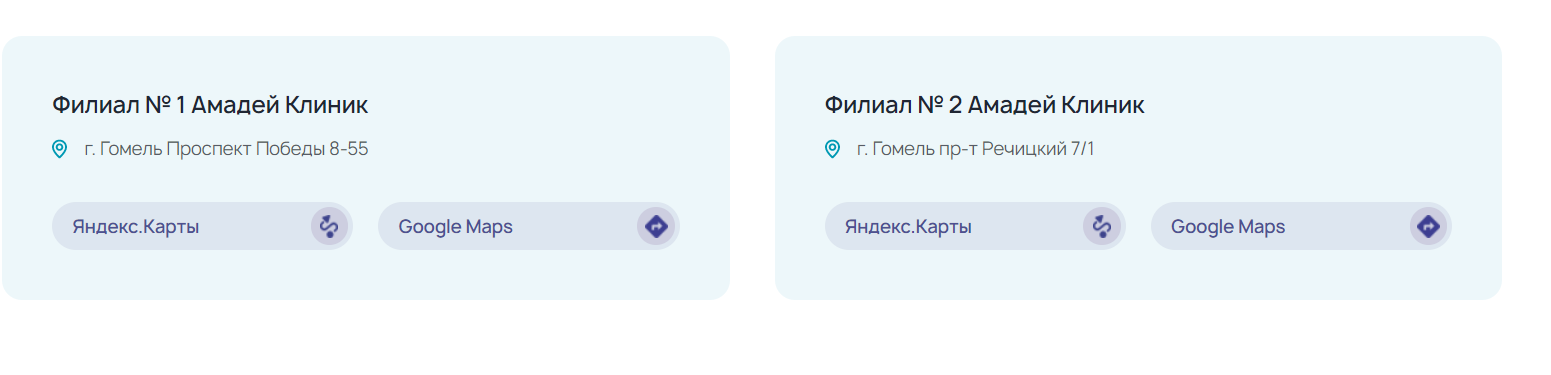 Филиал № 1 Амадей Клиник
г. Гомель Проспект Победы 8-55
Яндекс.Карты
Google Maps
Филиал № 2 Амадей Клиник
г. Гомель пр-т Речицкий 7/1
Яндекс.Карты
Google Maps